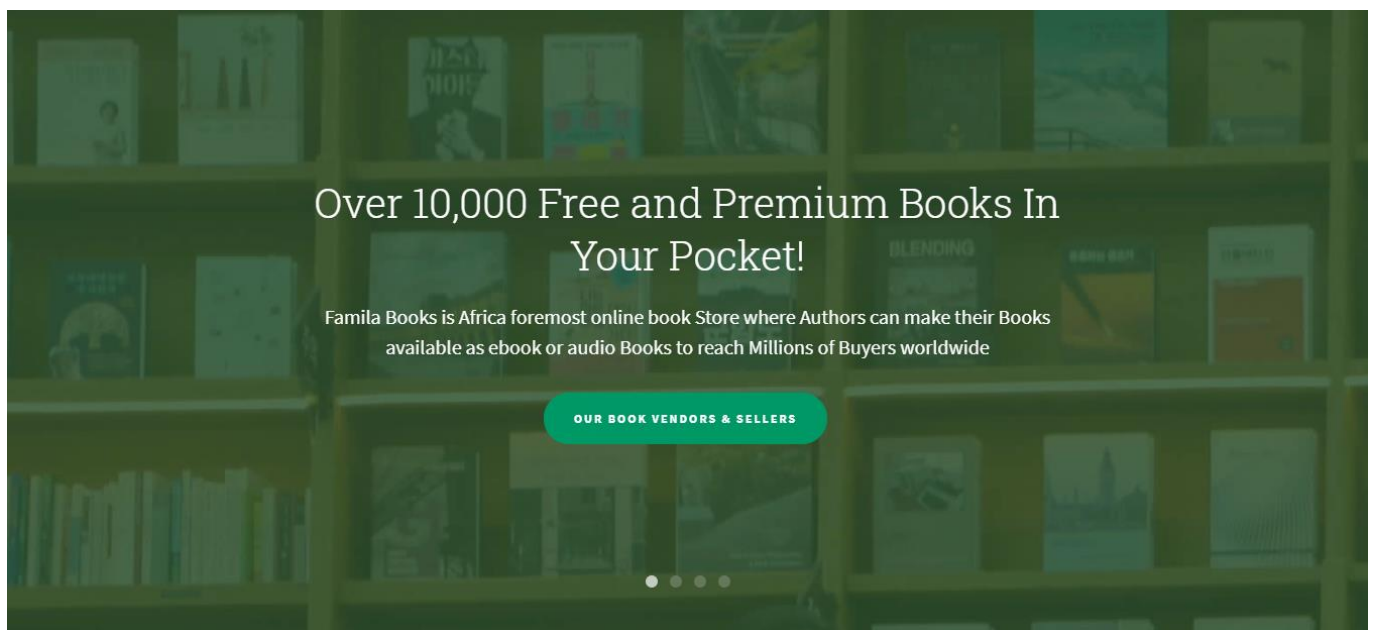 Over 10,000 Free and Premium Books In
Your Pocket!
BLENDING
Famila Books is Africa foremost online book Store where Authors can make their Books
available as ebook or audio Books to reach Millions of Buyers worldwide
OUR BOOK VENDORS & SELLERS